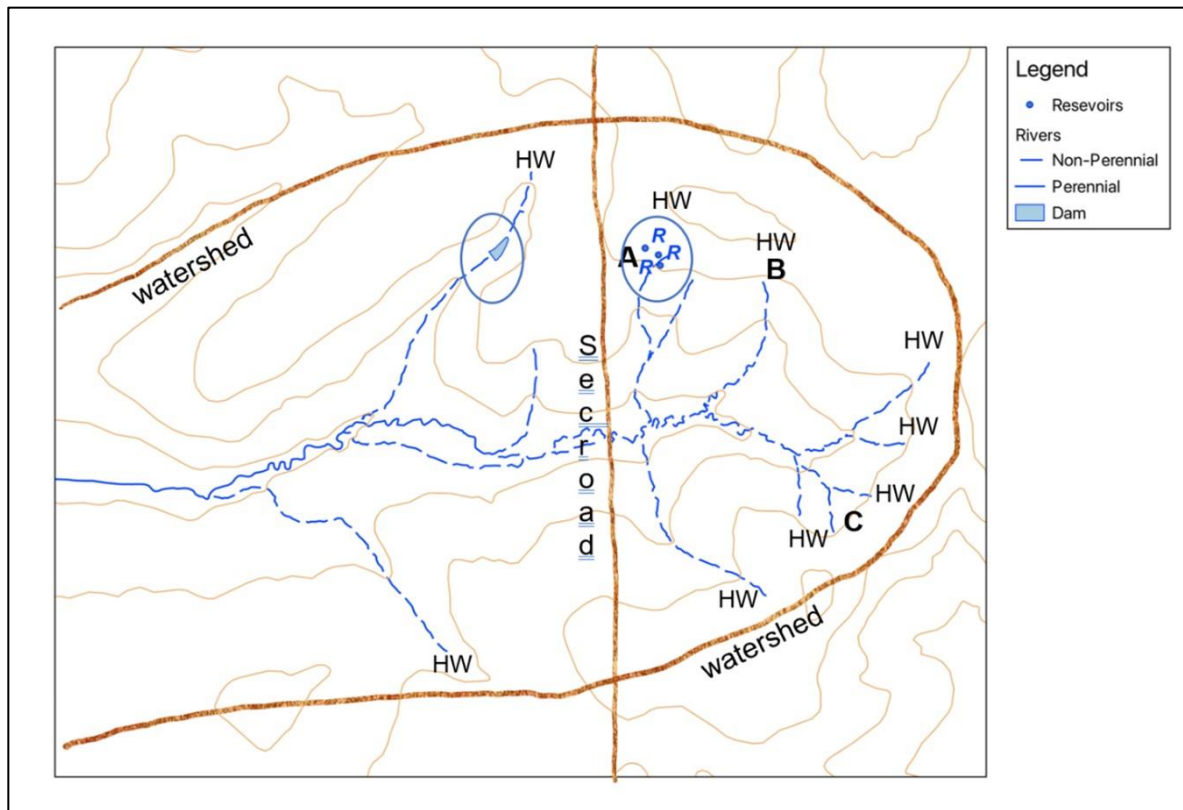 Legend
Resevoirs
Rivers
Non-Perennial
Perennial
Dam
HW
HW
R
A
R
R
HW
B
watershed
HW
S
e
c
r
o
a
d
HW
HW
C
HW
HW
watershed
HW